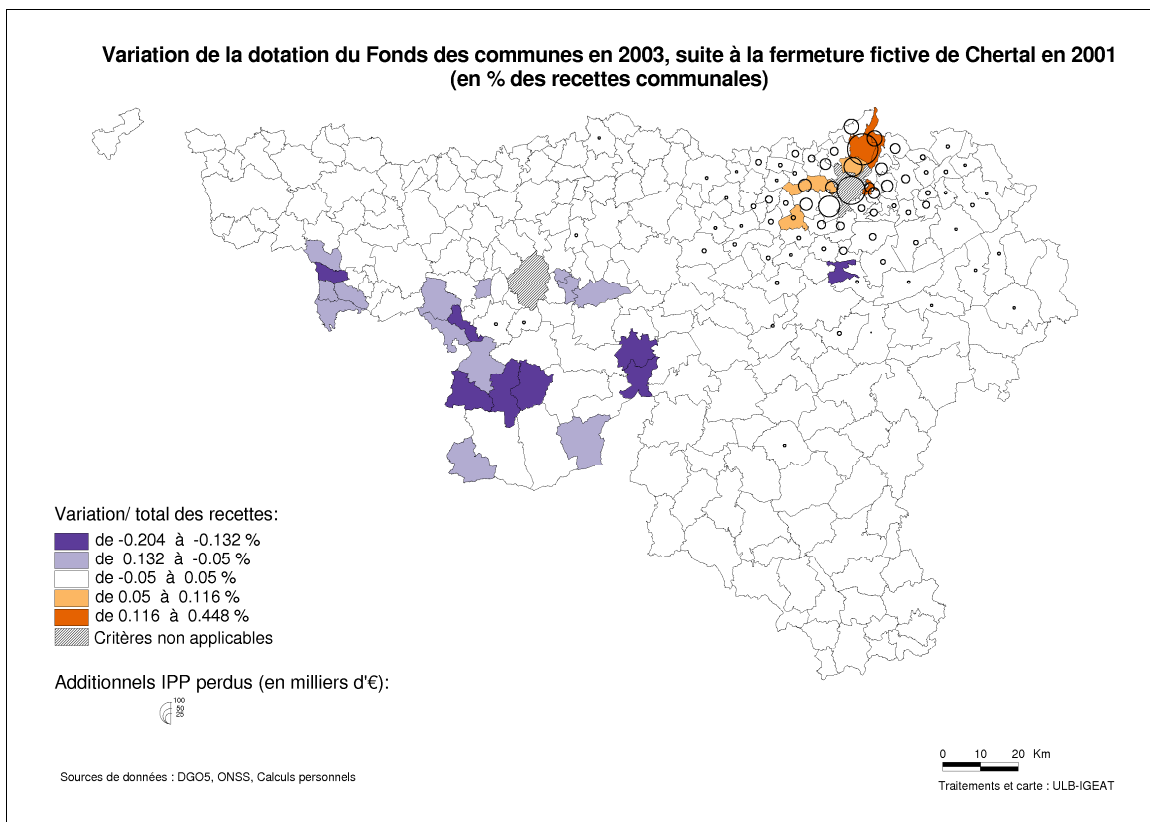 Variation de la dotation du Fonds des communes en 2003, suite à la fermeture fictive de Chertal en 2001
(en % des recettes communales)
Variation/ total des recettes:
de -0.204 à -0.132 %
de 0.132 à -0.05 %
de -0.05 à 0.05 %
de 0.05 à 0.116 %
de 0.116 à 0.448 %
Critères non applicables
Additionnels IPP perdus (en milliers d'€):
100
50
25
0 10 20 Km
Sources de données : DGO5, ONSS, Calculs personnels
Traitements et carte : ULB-IGEAT